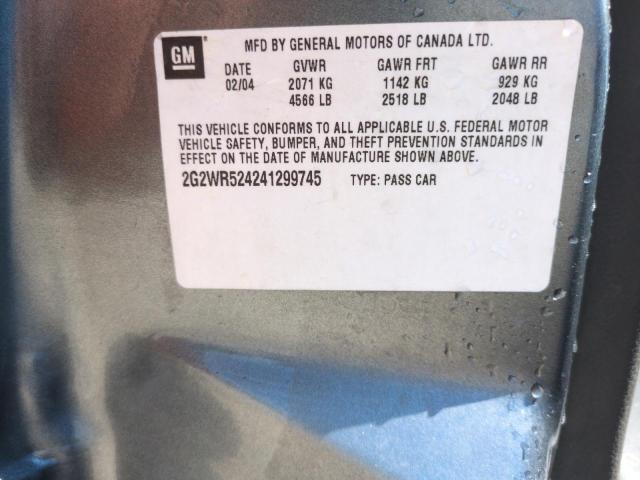 GM MFD BY GENERAL MOTORS OF CANADA LTD.
DATE GVWR GAWR FRT GAWR RR
02/04 2071 KG 1142 KG 929 KG
4566 LB 2518 LB 2048 LB
THIS VEHICLE CONFORMS TO ALL APPLICABLE U.S. FEDERAL MOTOR
VEHICLE SAFETY, BUMPER, AND THEFT PREVENTION STANDARDS IN
EFFECT ON THE DATE OF MANUFACTURE SHOWN ABOVE.
2G2WR524241299745 TYPE: PASS CAR